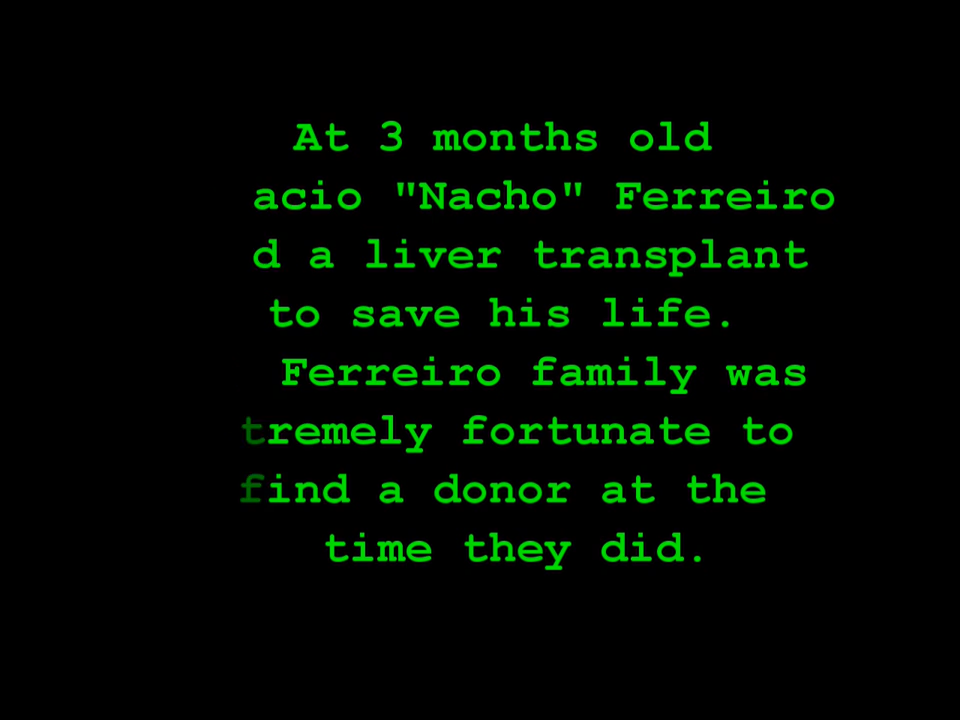 At 3 months old
acio "Nacho" Ferreiro
d a liver transplant
to save his life.
Ferreiro family was
tremely fortunate to
find a donor at the
time they did.